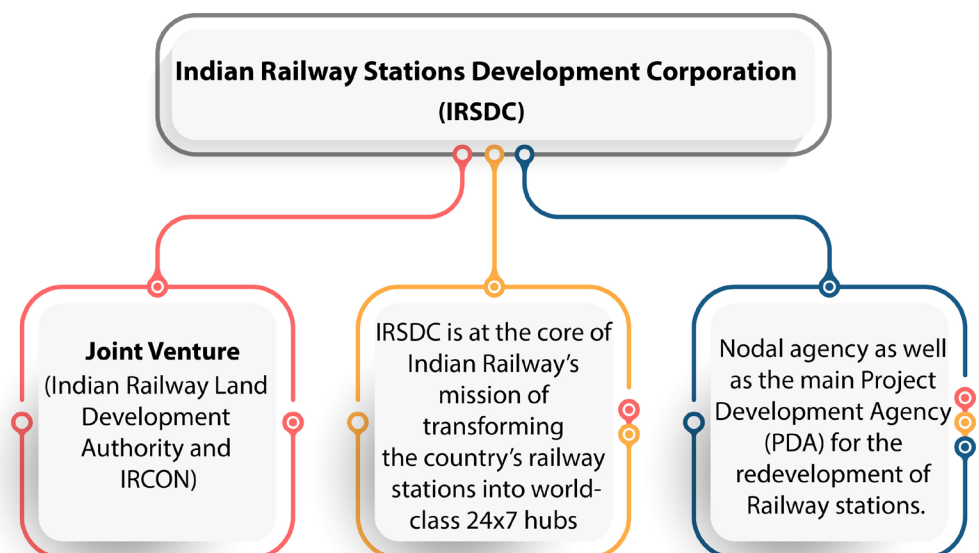 Indian Railway Stations Development Corporation
(IRSDC)
Joint Venture
(Indian Railway Land
Development
Authority and
IRCON)
IRSDC is at the core of
Indian Railway’s
mission of
transforming
the country’s railway
stations into world-
class 24x7 hubs
Nodal agency as well
as the main Project
Development Agency
(PDA) for the
redevelopment of
Railway stations.